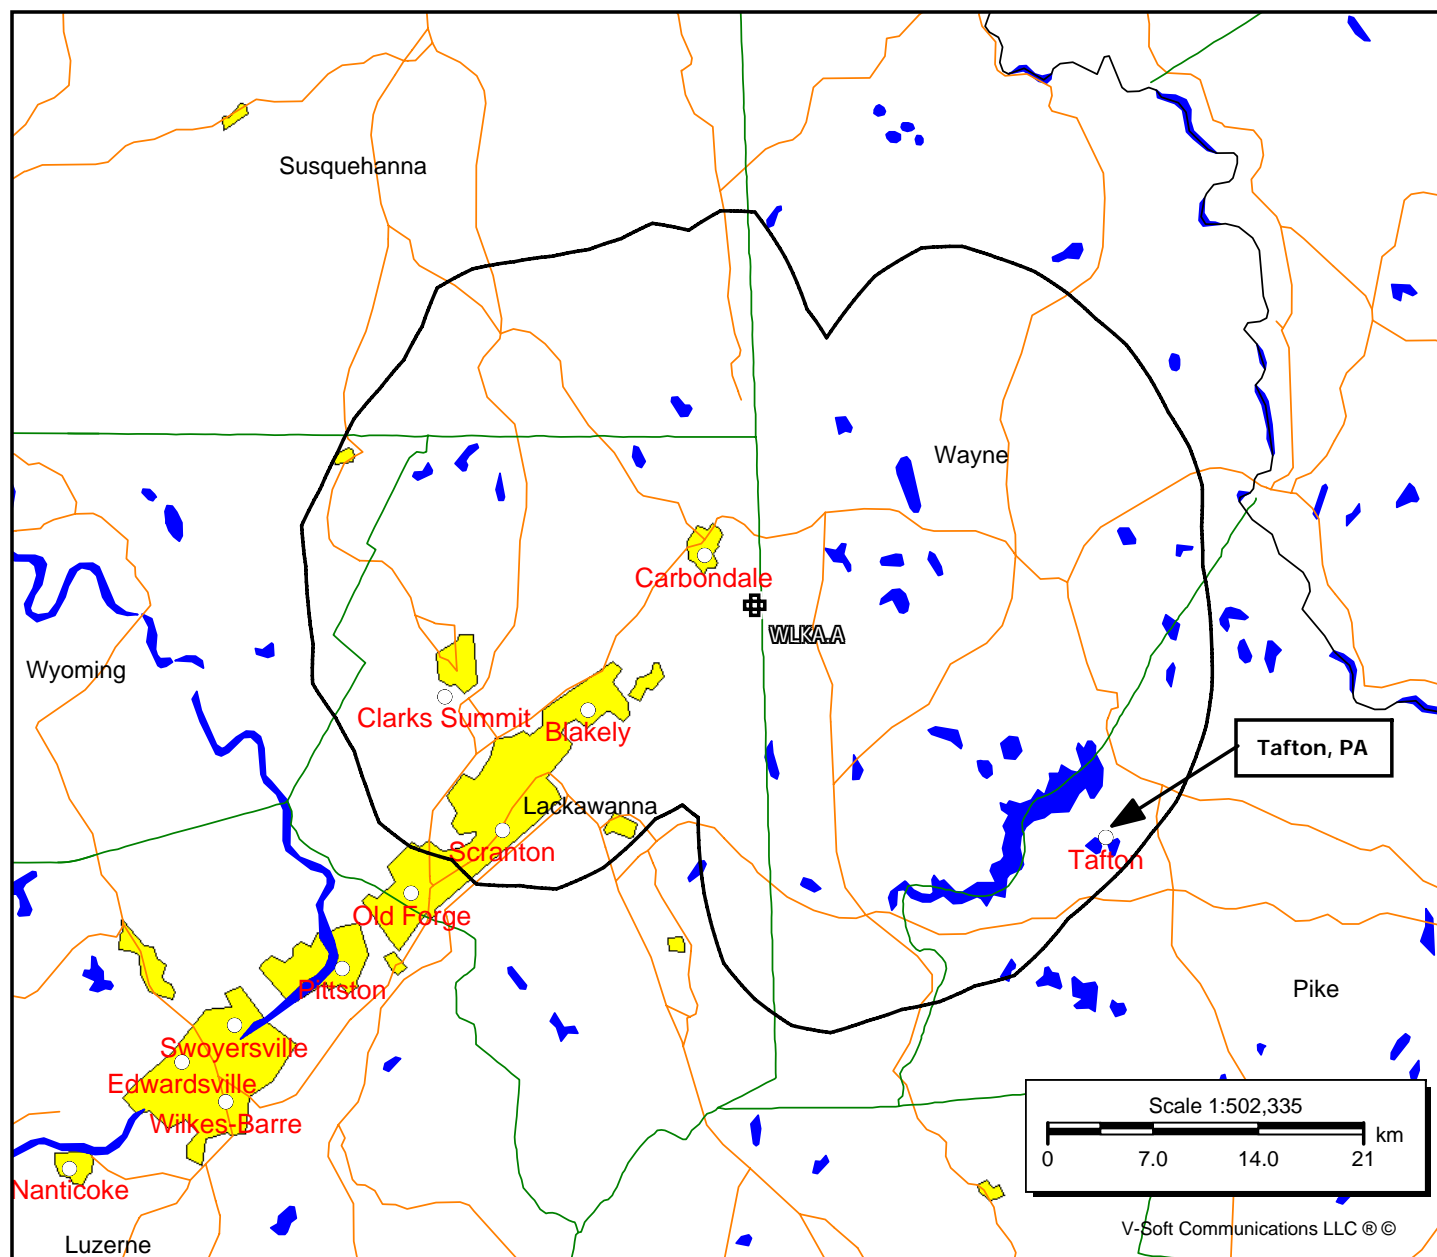 Susquehanna
Wayne
Carbondale
WLKA.A
Wyoming
Clarks Summit
Blakely
Tafton, PA
Lackawanna
Scranton
Tafton
Old Forge
Pittston
Pike
Swoyersville
Edwardsville
Wilkes-Barre
Scale 1:502,335
km
0 7.0 14.0 21
Nanticoke
V-Soft Communications LLC ® ©
Luzerne